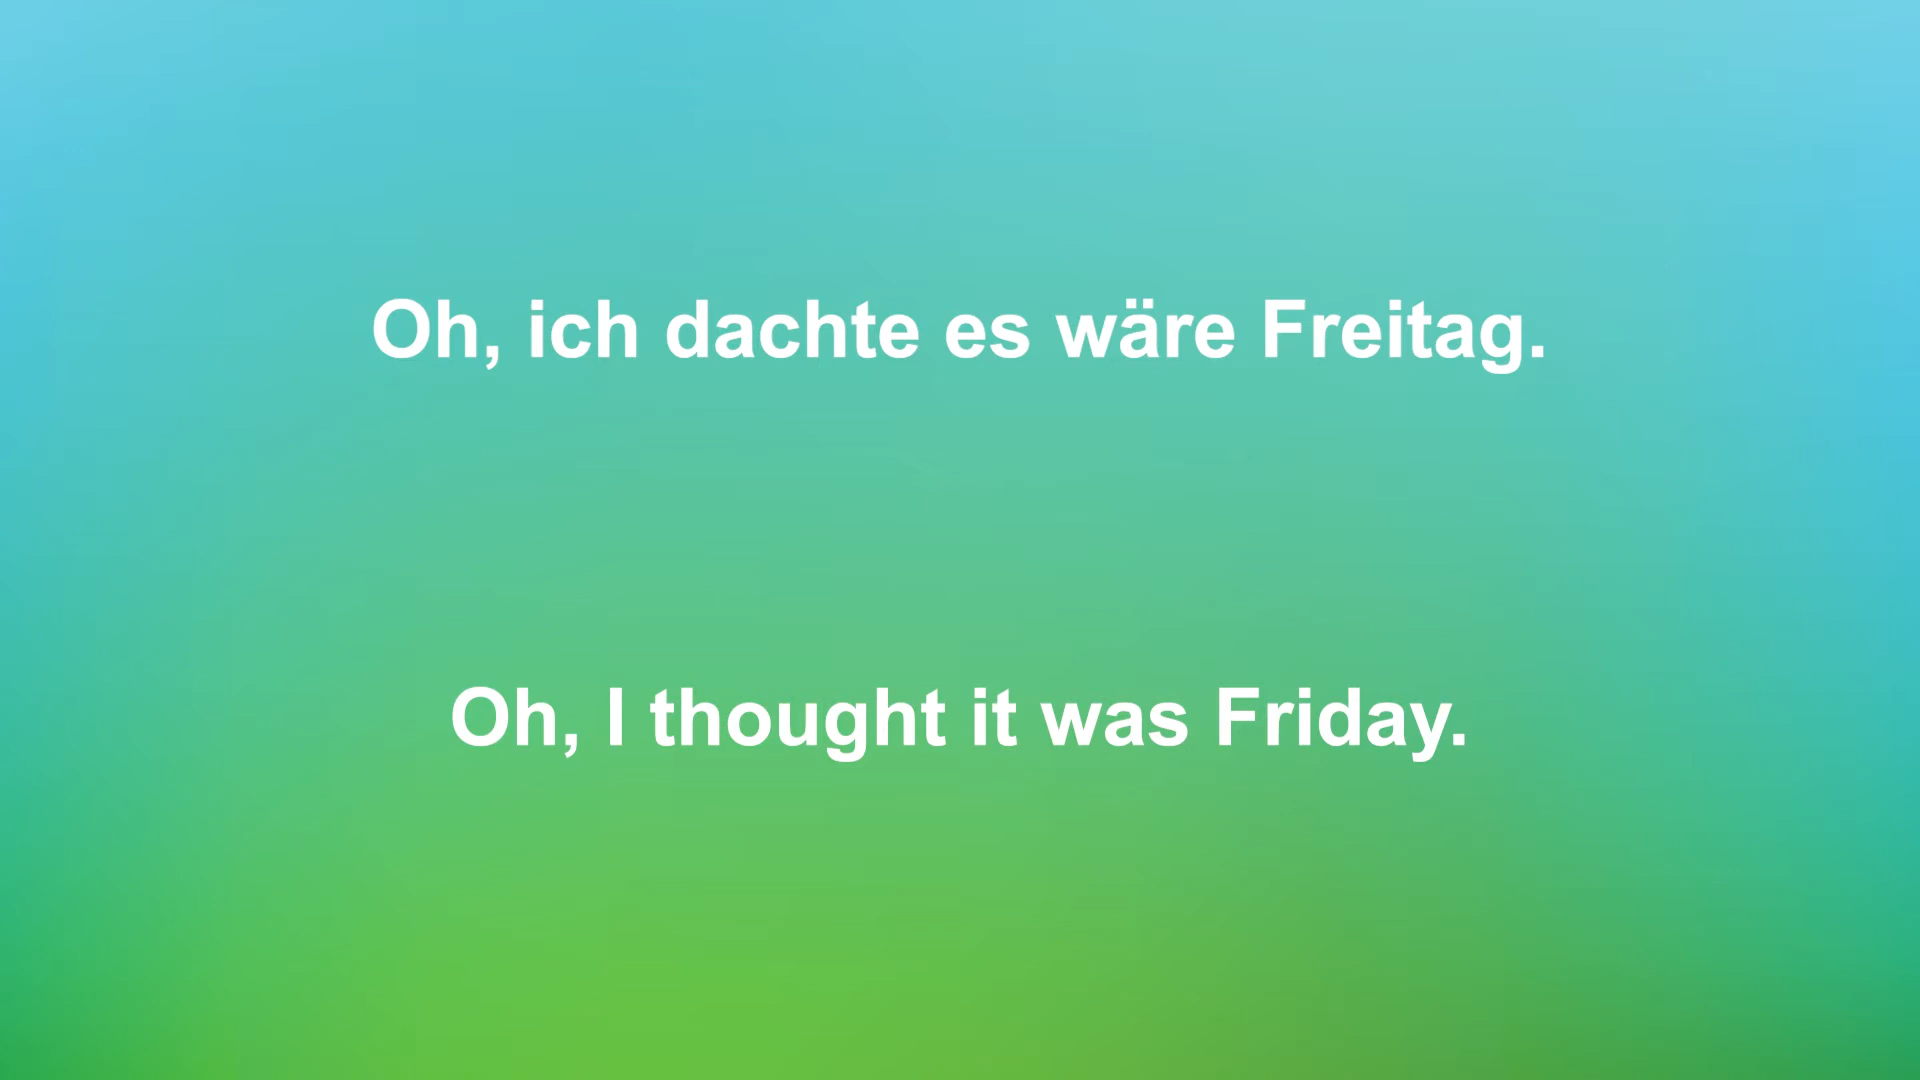 Oh, ich dachte es wäre Freitag.
Oh, I thought it was Friday.